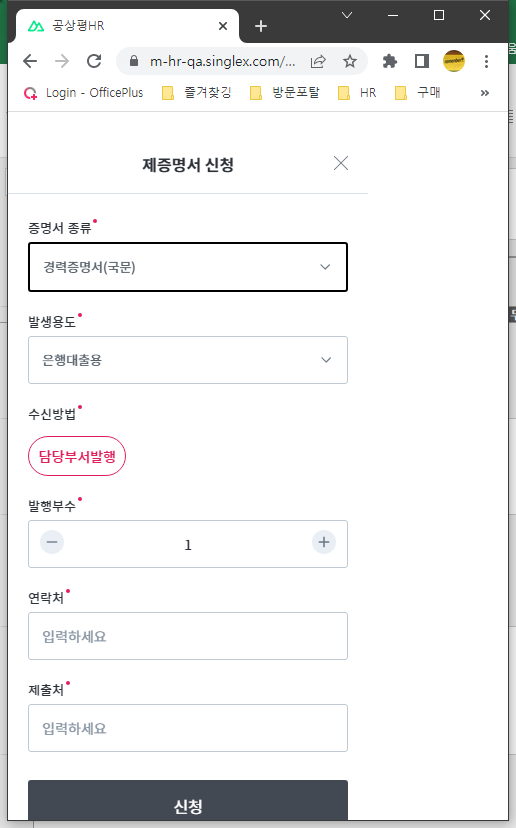 공상평HR
m-hr-qa.singlex.com/...
Login - OfficePlus 즐겨찾깅 방문포탈 HR 구매 »
제증명서 신청
증명서 종류
경력증명서(국문)
발생용도
은행대출용
수신방법
담당부서발행
발행부수
1
연락처
입력하세요
제출처
입력하세요
신청